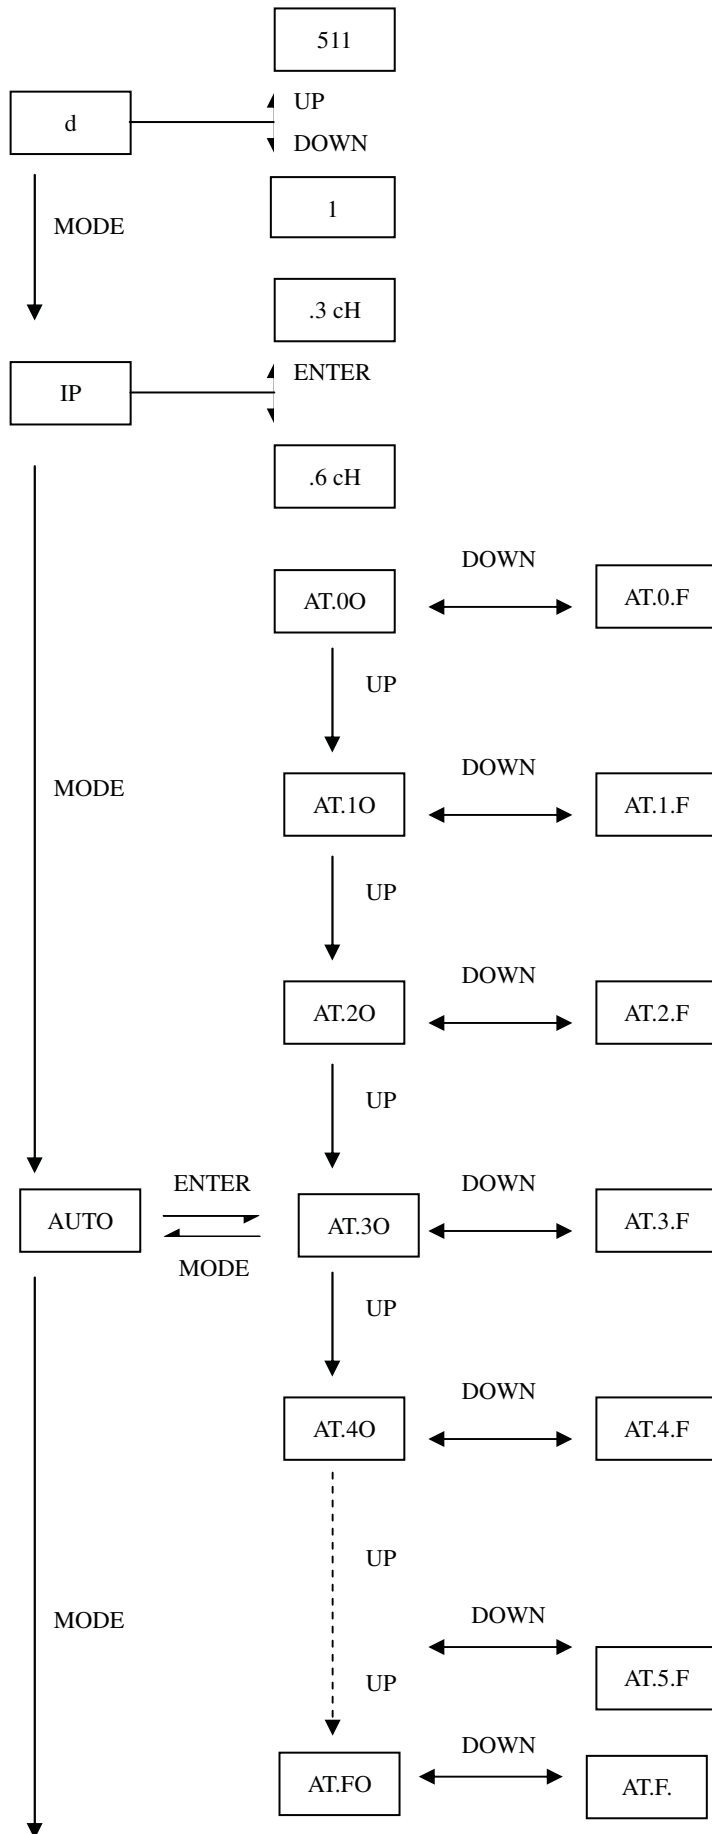 511
d
UP
DOWN
1
MODE
.3 cH
IP
ENTER
.6 cH
DOWN
AT.0O
AT.0.F
UP
MODE
DOWN
AT.1O
AT.1.F
UP
DOWN
AT.2O
AT.2.F
UP
AUTO
ENTER
MODE
AT.3O
DOWN
AT.3.F
UP
DOWN
AT.4O
AT.4.F
UP
MODE
DOWN
AT.5.F
UP
DOWN
AT.FO
AT.F.